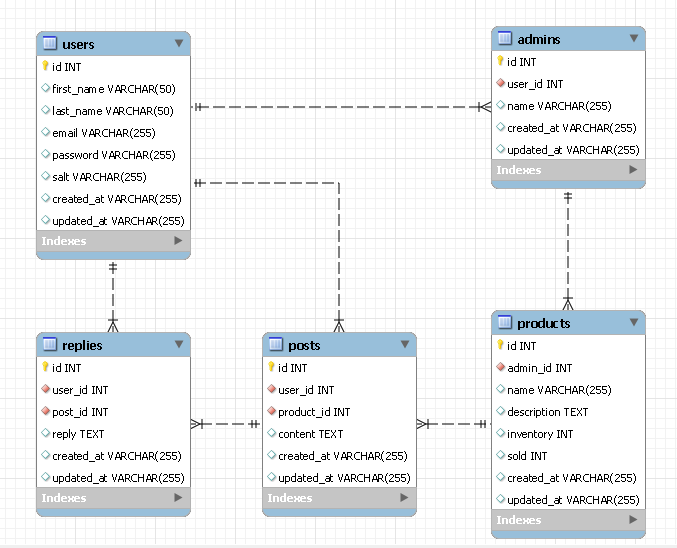 users
id INT
first_name VARCHAR(50)
last_name VARCHAR(50)
email VARCHAR(255)
password VARCHAR(255)
salt VARCHAR(255)
created_at VARCHAR(255)
updated_at VARCHAR(255)
Indexes
admins
id INT
user_id INT
name VARCHAR(255)
created_at VARCHAR(255)
updated_at VARCHAR(255)
Indexes
replies
id INT
user_id INT
post_id INT
reply TEXT
created_at VARCHAR(255)
updated_at VARCHAR(255)
Indexes
posts
id INT
user_id INT
product_id INT
content TEXT
created_at VARCHAR(255)
updated_at VARCHAR(255)
Indexes
products
id INT
admin_id INT
name VARCHAR(255)
description TEXT
inventory INT
sold INT
created_at VARCHAR(255)
updated_at VARCHAR(255)
Indexes